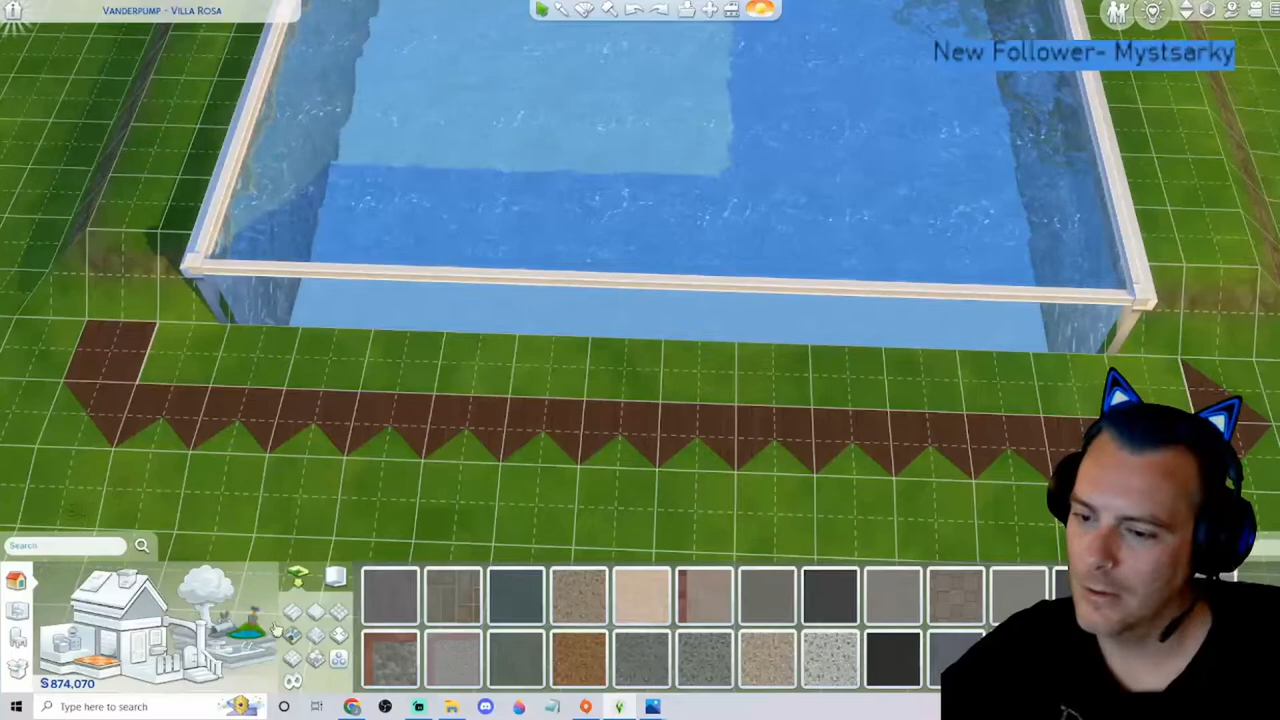 VANDERPUMP - VILLA ROSA
New Follower- Mystsarky
Search
§874,070
Type here to search